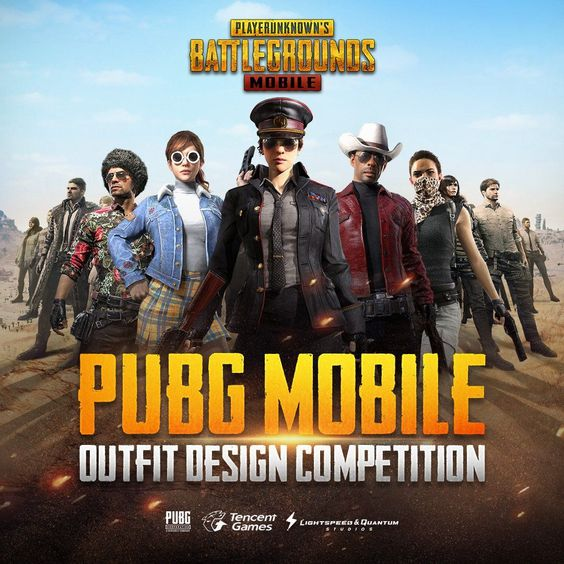 PLAYERUNKNOWN'S
BATTLEGROUNDS
MOBILE
PUBG MOBILE
OUTFIT DESIGN COMPETITION
PUBG
Tencent
Games
LIGHTSPEED & QUANTUM
STUDIOS